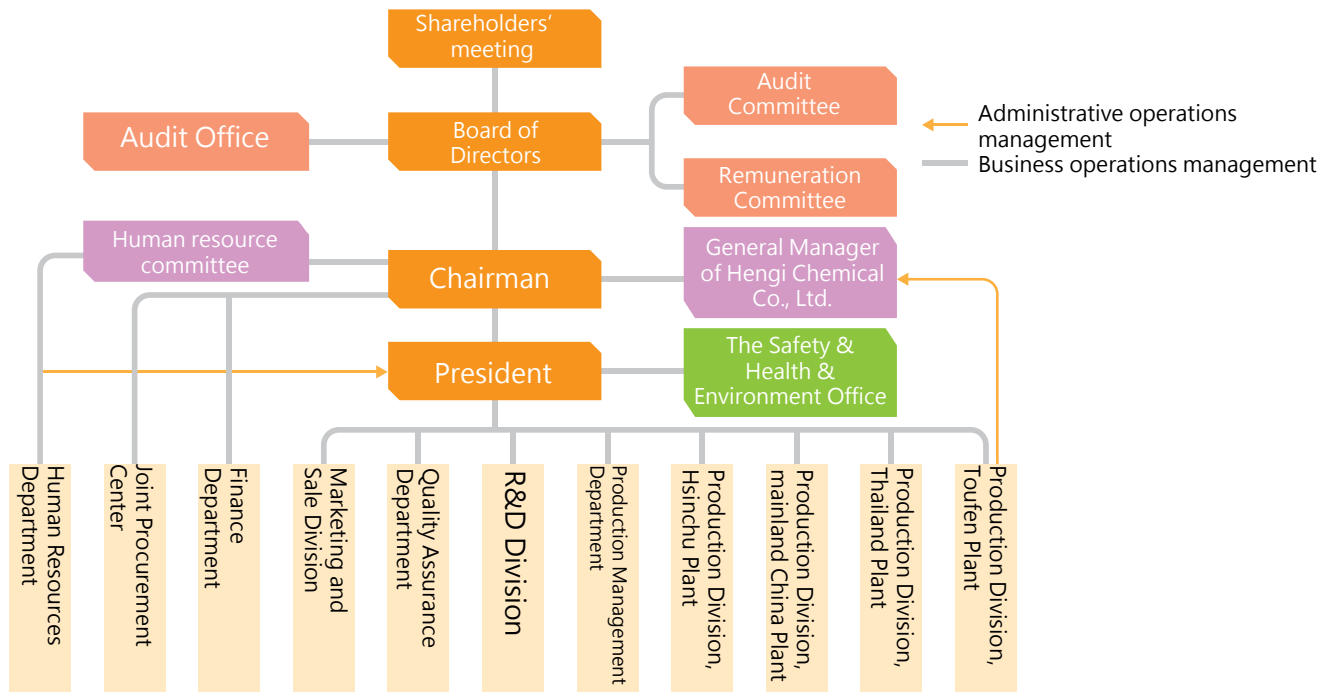 Shareholders'
meeting
Audit Office
Board of
Directors
Audit
Committee
Remuneration
Committee
Administrative operations
management
Business operations management
Human resource
committee
Chairman
General Manager
of Hengi Chemical
Co., Ltd.
President
The Safety &
Health &
Environment Office
Human Resources
Department
Joint Procurement
Center
Finance
Department
Marketing and
Sale Division
Quality Assurance
Department
R&D Division
Production Management
Department
Production Division,
Hsinchu Plant
Production Division,
mainland China Plant
Production Division,
Thailand Plant
Production Division,
Toufen Plant